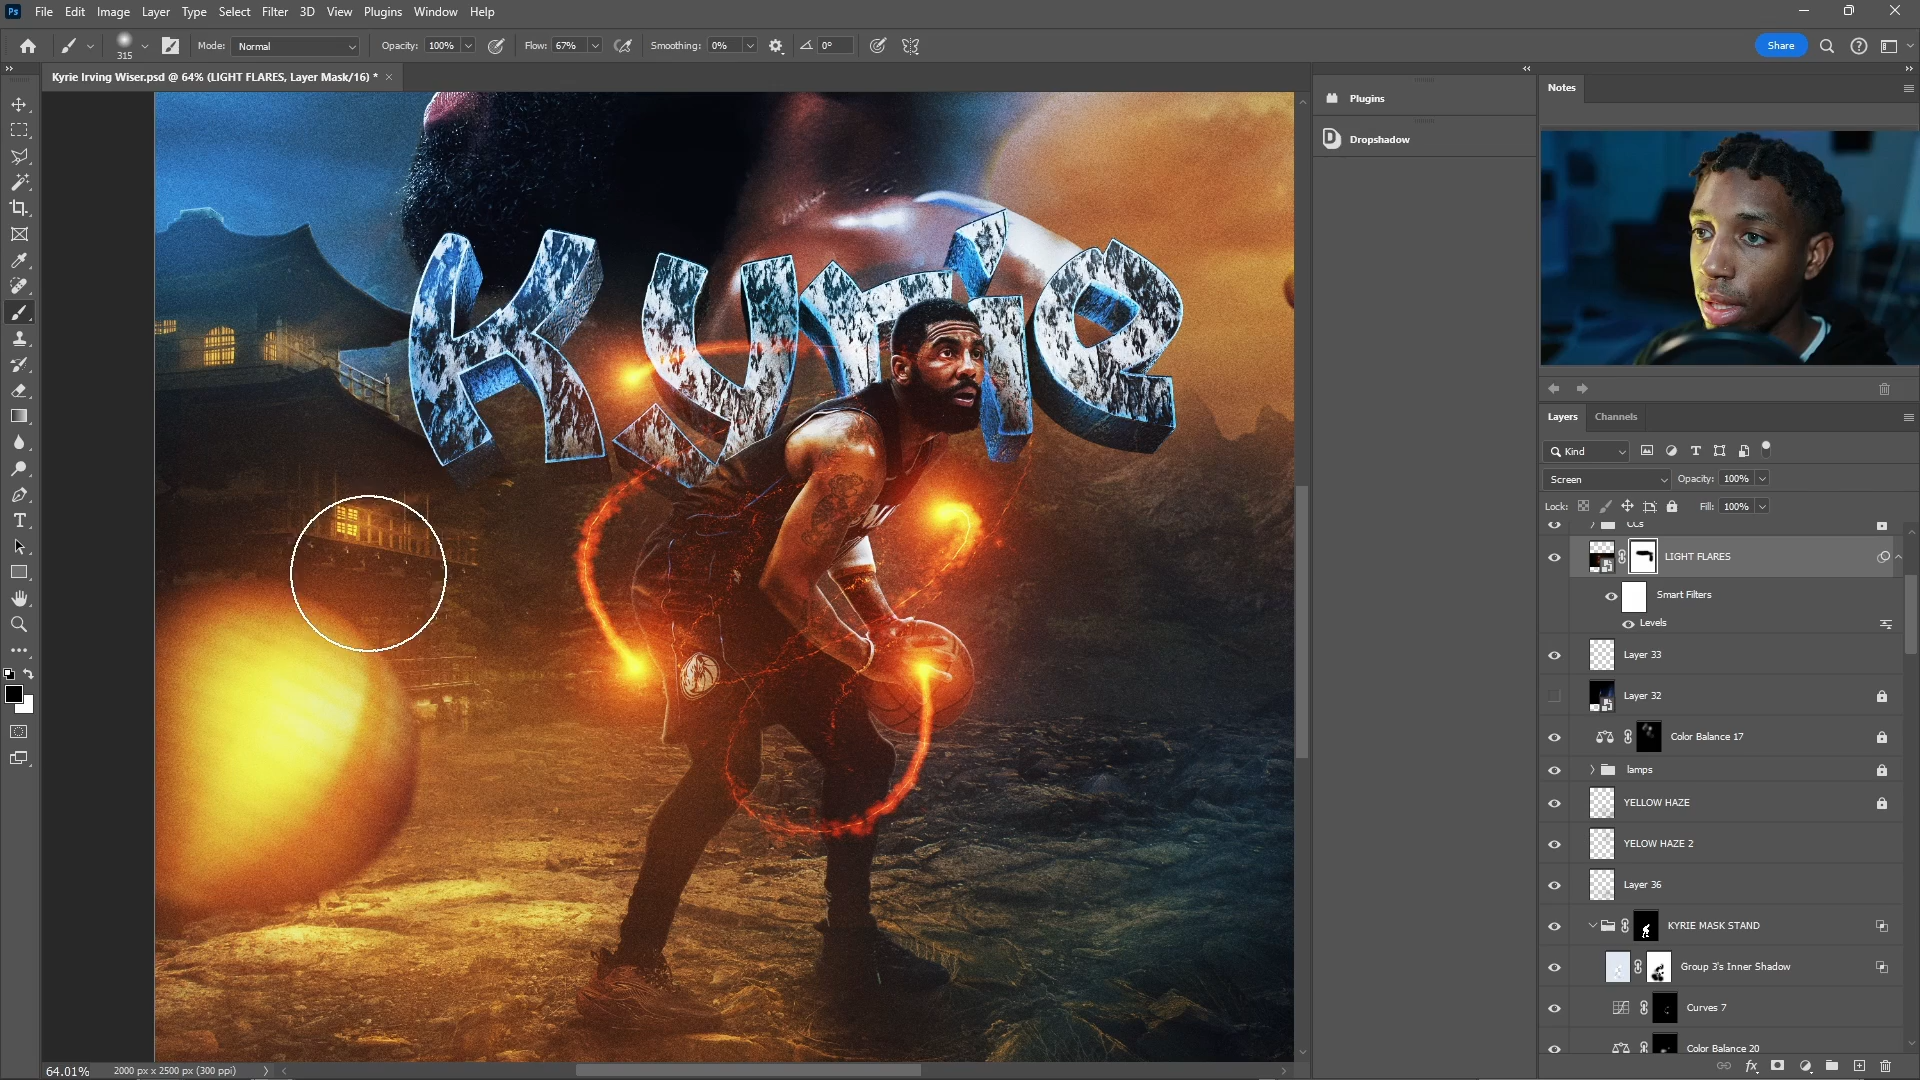 Ps File Edit Image Layer Type Select Filter 3D View Plugins Window Help
315 Mode: Normal Opacity: 100% Flow: 67% Smoothing: 0% 0° Share
Kyrie Irving Wiser.psd @ 64% (LIGHT FLARES, Layer Mask/16) *
Plugins
Dropshadow
Notes
Kyrie
Layers Channels
Kind
Screen Opacity: 100%
Lock: Fill: 100%
CCs
LIGHT FLARES
Smart Filters
Levels
Layer 33
Layer 32
Color Balance 17
lamps
YELLOW HAZE
YELOW HAZE 2
Layer 36
KYRIE MASK STAND
Group 3's Inner Shadow
Curves 7
Color Balance 20
64.01% 2000 px x 2500 px (300 ppi)